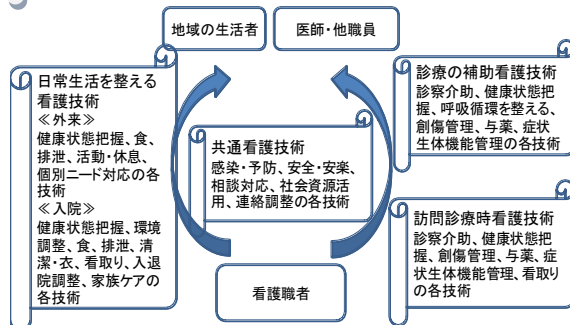 地域の生活者
医師・他職員
日常生活を整える
看護技術
≪外来≫
健康状態把握、食、
排泄、活動・休息、
個別ニード対応の各
技術
≪入院≫
健康状態把握、環境
調整、食、排泄、清
潔・衣、看取り、入退
院調整、家族ケアの
各技術
共通看護技術
感染・予防、安全・安楽、
相談対応、社会資源活
用、連絡調整の各技術
診療の補助看護技術
診察介助、健康状態把
握、呼吸循環を整える、
創傷管理、与薬、症状
生体機能管理の各技術
訪問診療時看護技術
診察介助、健康状態把
握、創傷管理、与薬、症
状生体機能管理、看取り
の各技術
看護職者